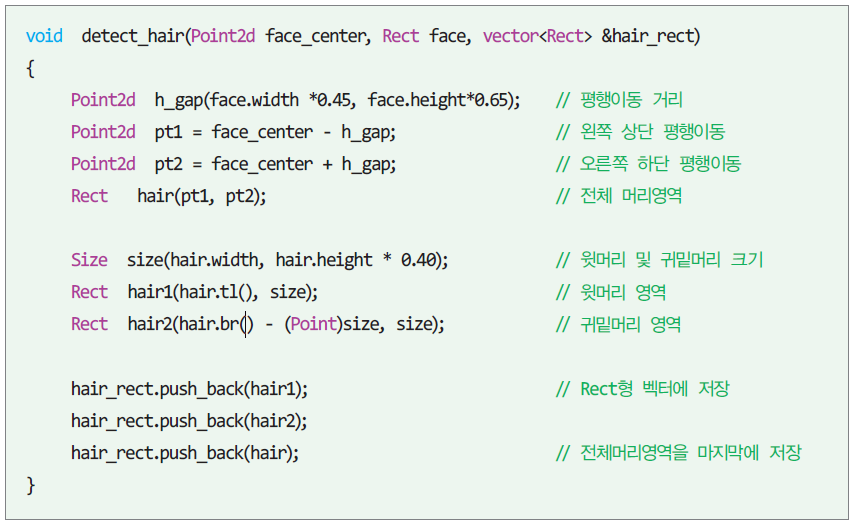 void detect_hair(Point2d face_center, Rect face, vector<Rect> &hair_rect)
{
Point2d h_gap(face.width *0.45, face.height*0.65); // 평행이동 거리
Point2d pt1 = face_center - h_gap; // 왼쪽 상단 평행이동
Point2d pt2 = face_center + h_gap; // 오른쪽 하단 평행이동
Rect hair(pt1, pt2); // 전체 머리영역
Size size(hair.width, hair.height * 0.40); // 윗머리 및 귀밑머리 크기
Rect hair1(hair.tl(), size); // 윗머리 영역
Rect hair2(hair.br() - (Point)size, size); // 귀밑머리 영역
hair_rect.push_back(hair1); // Rect형 벡터에 저장
hair_rect.push_back(hair2);
hair_rect.push_back(hair); // 전체머리영역을 마지막에 저장
}